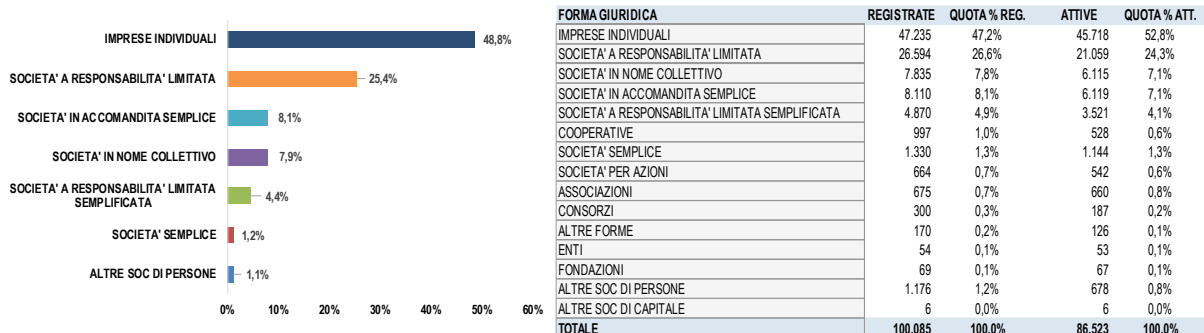 IMPRESE INDIVIDUALI 48,8%
SOCIETA' A RESPONSABILITA' LIMITATA 25,4%
SOCIETA' IN ACCOMANDITA SEMPLICE 8,1%
SOCIETA' IN NOME COLLETTIVO 7,9%
SOCIETA' A RESPONSABILITA' LIMITATA
SEMPLIFICATA 4,4%
SOCIETA' SEMPLICE 1,2%
ALTRE SOC DI PERSONE 1,1%
0% 10% 20% 30% 40% 50% 60%
FORMA GIURIDICA REGISTRATE QUOTA % REG. ATTIVE QUOTA % ATT.
IMPRESE INDIVIDUALI 47.235 47,2% 45.718 52,8%
SOCIETA' A RESPONSABILITA' LIMITATA 26.594 26,6% 21.059 24,3%
SOCIETA' IN NOME COLLETTIVO 7.835 7,8% 6.115 7,1%
SOCIETA' IN ACCOMANDITA SEMPLICE 8.110 8,1% 6.119 7,1%
SOCIETA' A RESPONSABILITA' LIMITATA SEMPLIFICATA 4.870 4,9% 3.521 4,1%
COOPERATIVE 997 1,0% 528 0,6%
SOCIETA' SEMPLICE 1.330 1,3% 1.144 1,3%
SOCIETA' PER AZIONI 664 0,7% 542 0,6%
ASSOCIAZIONI 675 0,7% 660 0,8%
CONSORZI 300 0,3% 187 0,2%
ALTRE FORME 170 0,2% 126 0,1%
ENTI 54 0,1% 53 0,1%
FONDAZIONI 69 0,1% 67 0,1%
ALTRE SOC DI PERSONE 1.176 1,2% 678 0,8%
ALTRE SOC DI CAPITALE 6 0,0% 6 0,0%
TOTALE 100.085 100,0% 86.523 100,0%